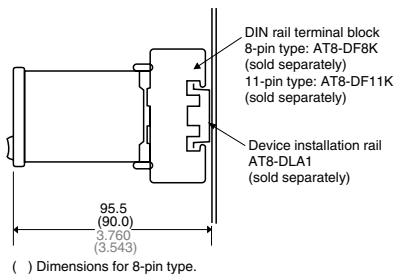 DIN rail terminal block
8-pin type: AT8-DF8K
(sold separately)
11-pin type: AT8-DF11K
(sold separately)
Device installation rail
AT8-DLA1
(sold separately)
95.5
(90.0)
3.760
(3.543)
( ) Dimensions for 8-pin type.